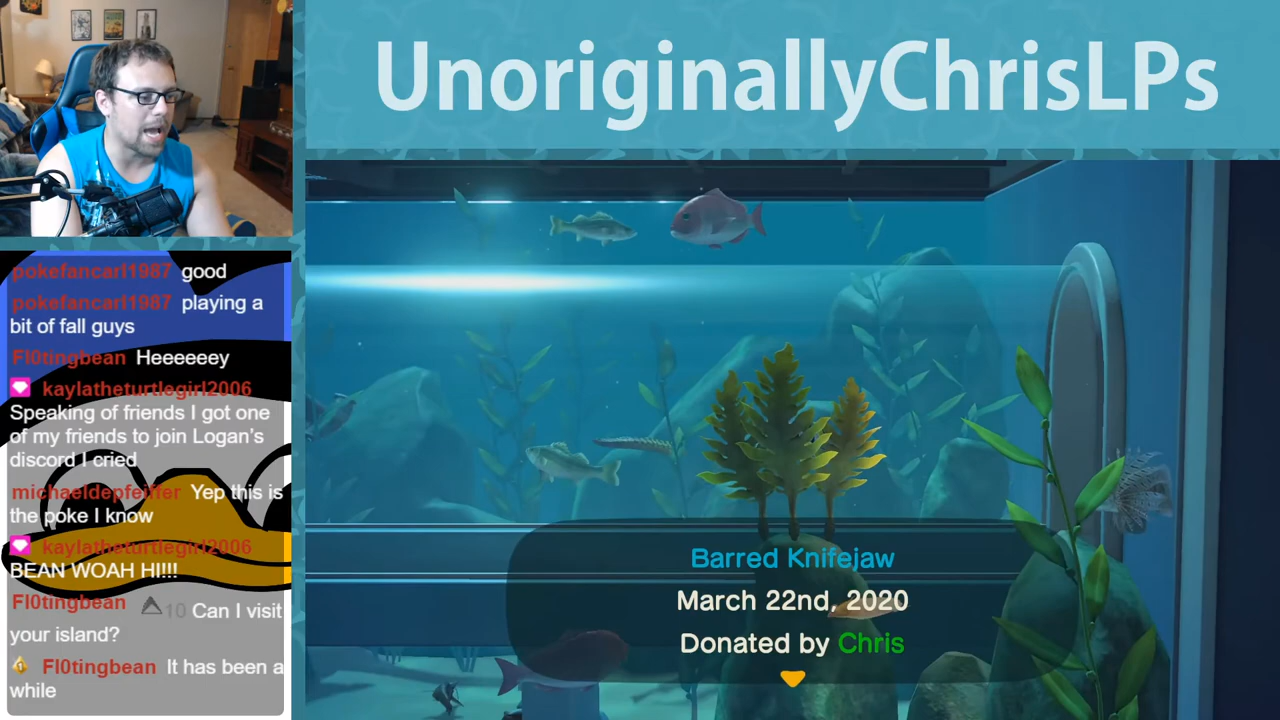 UnoriginallyChrisLPs
pokefancarl1987 good
pokefancarl1987 playing a
bit of fall guys
Fl0tingbean Heeeeeey
kaylatheturtlegirl2006
Speaking of friends I got one
of my friends to join Logan's
discord I cried
michaeldepfeiffer Yep this is
the poke I know
kaylatheturtlegirl2006
BEAN WOAH HI!!!
Fl0tingbean 10 Can I visit
your island?
Fl0tingbean It has been a
while
Barred Knifejaw
March 22nd, 2020
Donated by Chris